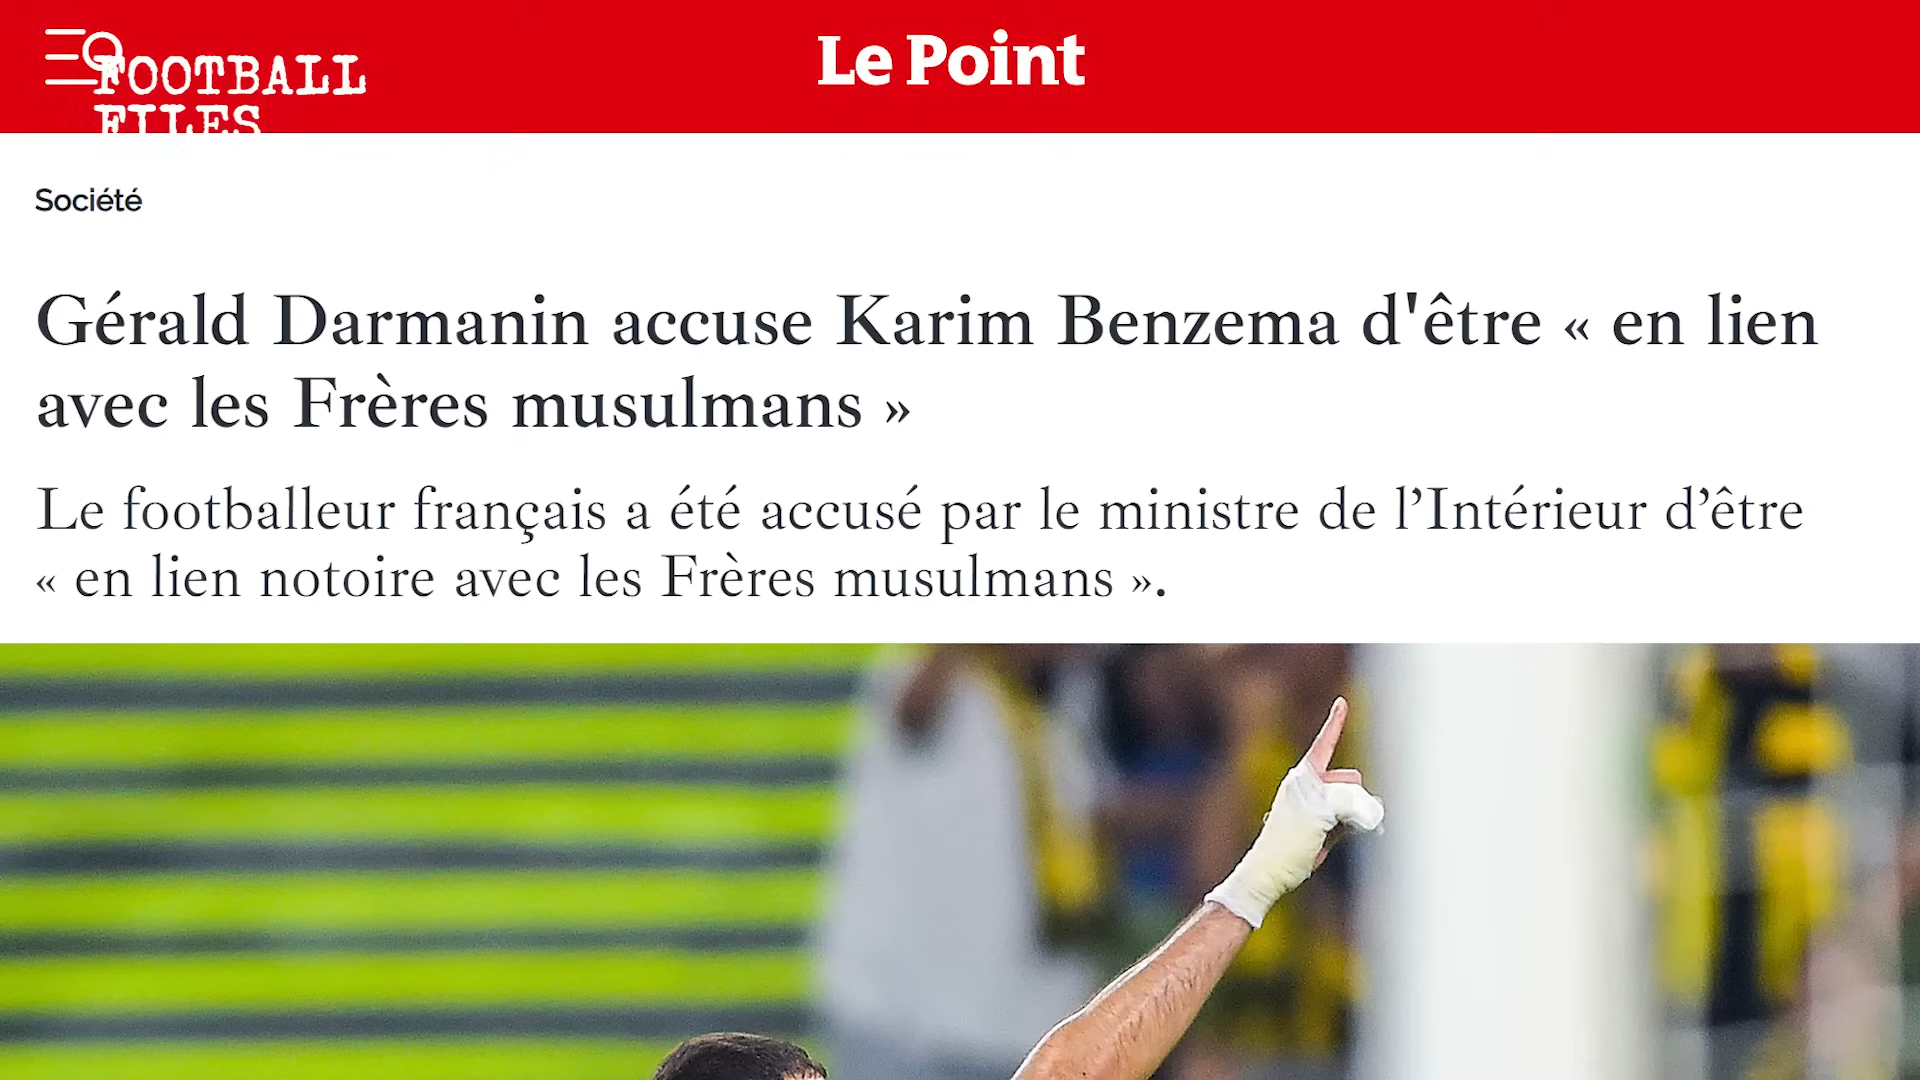 FOOTBALL
FILES
Le Point
Société
Gérald Darmanin accuse Karim Benzema d'être « en lien
avec les Frères musulmans »
Le footballeur français a été accusé par le ministre de l’Intérieur d’être
« en lien notoire avec les Frères musulmans ».